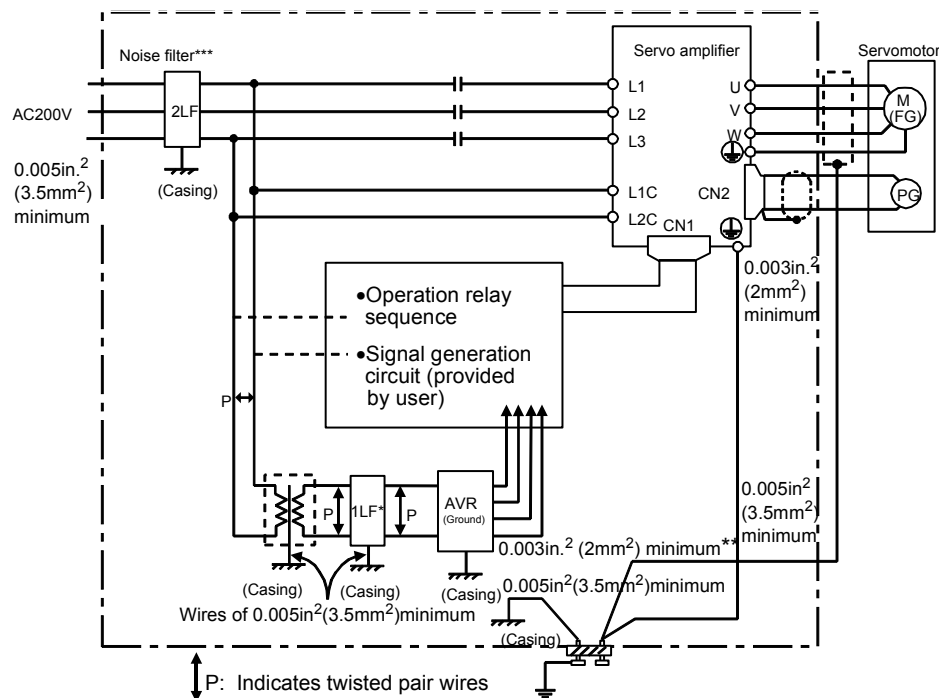 Noise filter***
Servo amplifier
Servomotor
AC200V
2LF
L1
L2
L3
U
V
W
M
(FG)
0.005in.²
(3.5mm²)
minimum
(Casing)
L1C
L2C
CN2
CN1
PG
0.003in.²
(2mm²)
minimum
•Operation relay
sequence
•Signal generation
circuit (provided
by user)
P
P
1LF*
P
AVR
(Ground)
0.005in²
(3.5mm²)
minimum
0.003in.² (2mm²) minimum**
(Casing)
(Casing)
(Casing)
0.005in²(3.5mm²)minimum
Wires of 0.005in²(3.5mm²)minimum
(Casing)
P: Indicates twisted pair wires